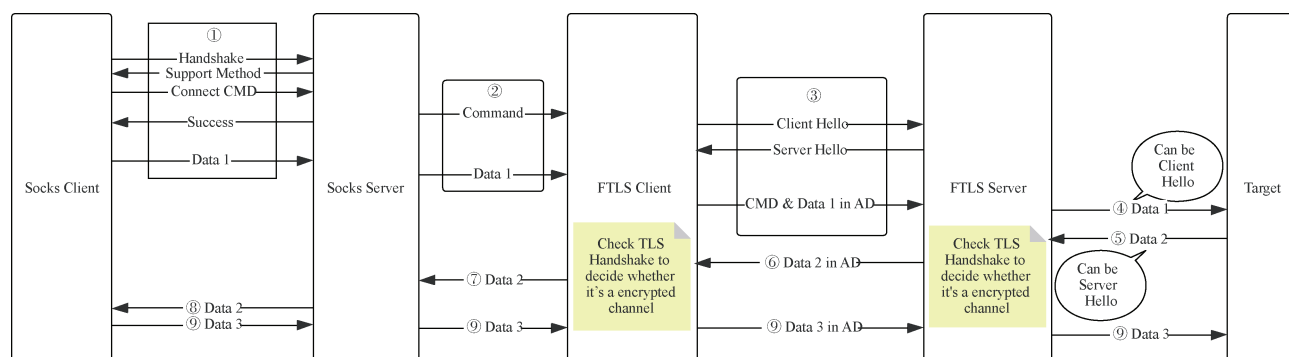 ①
Handshake
Support Method
Connect CMD
Success
Data 1
②
Command
Data 1
③
Client Hello
Server Hello
CMD & Data 1 in AD
Can be
Client
Hello
Socks Client
Socks Server
FTLS Client
FTLS Server
Target
④ Data 1
⑤ Data 2
Check TLS
Handshake to
decide whether
it's a encrypted
channel
Check TLS
Handshake to
decide whether
it's a encrypted
channel
⑥ Data 2 in AD
Can be
Server
Hello
⑦ Data 2
⑧ Data 2
⑨ Data 3
⑨ Data 3
⑨ Data 3 in AD
⑨ Data 3